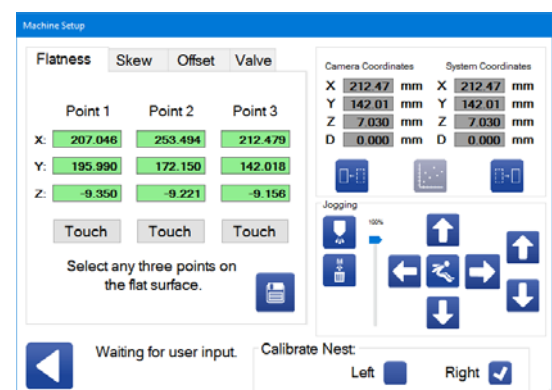 Machine Setup
Flatness Skew Offset Valve
Point 1 Point 2 Point 3
X: 207.046 253.494 212.479
Y: 195.990 172.150 142.018
Z: -9.350 -9.221 -9.156
Touch Touch Touch
Select any three points on
the flat surface.
Camera Coordinates System Coordinates
X 212.47 mm X 212.47 mm
Y 142.01 mm Y 142.01 mm
Z 7.030 mm Z 7.030 mm
D 0.000 mm D 0.000 mm
Jogging
100%
Waiting for user input.
Calibrate Nest:
Left Right